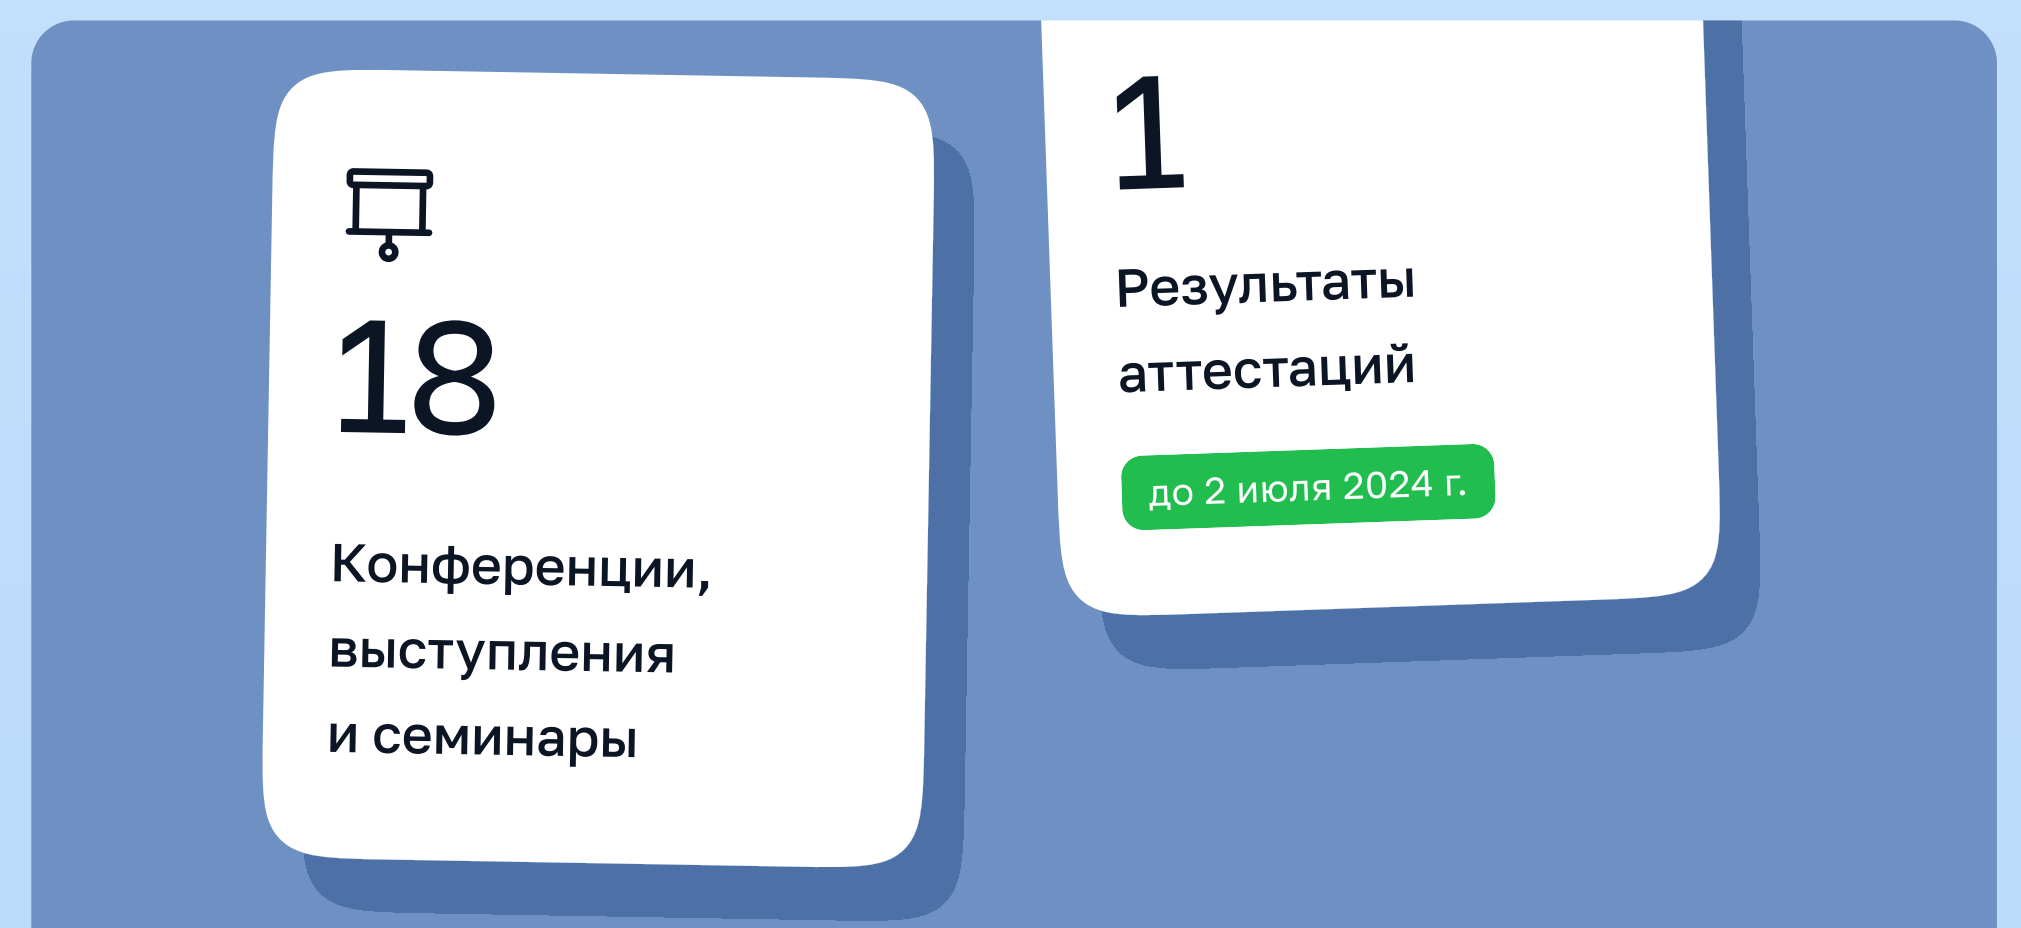 18
Конференции,
выступления
и семинары
1
Результаты
аттестаций
до 2 июля 2024 г.